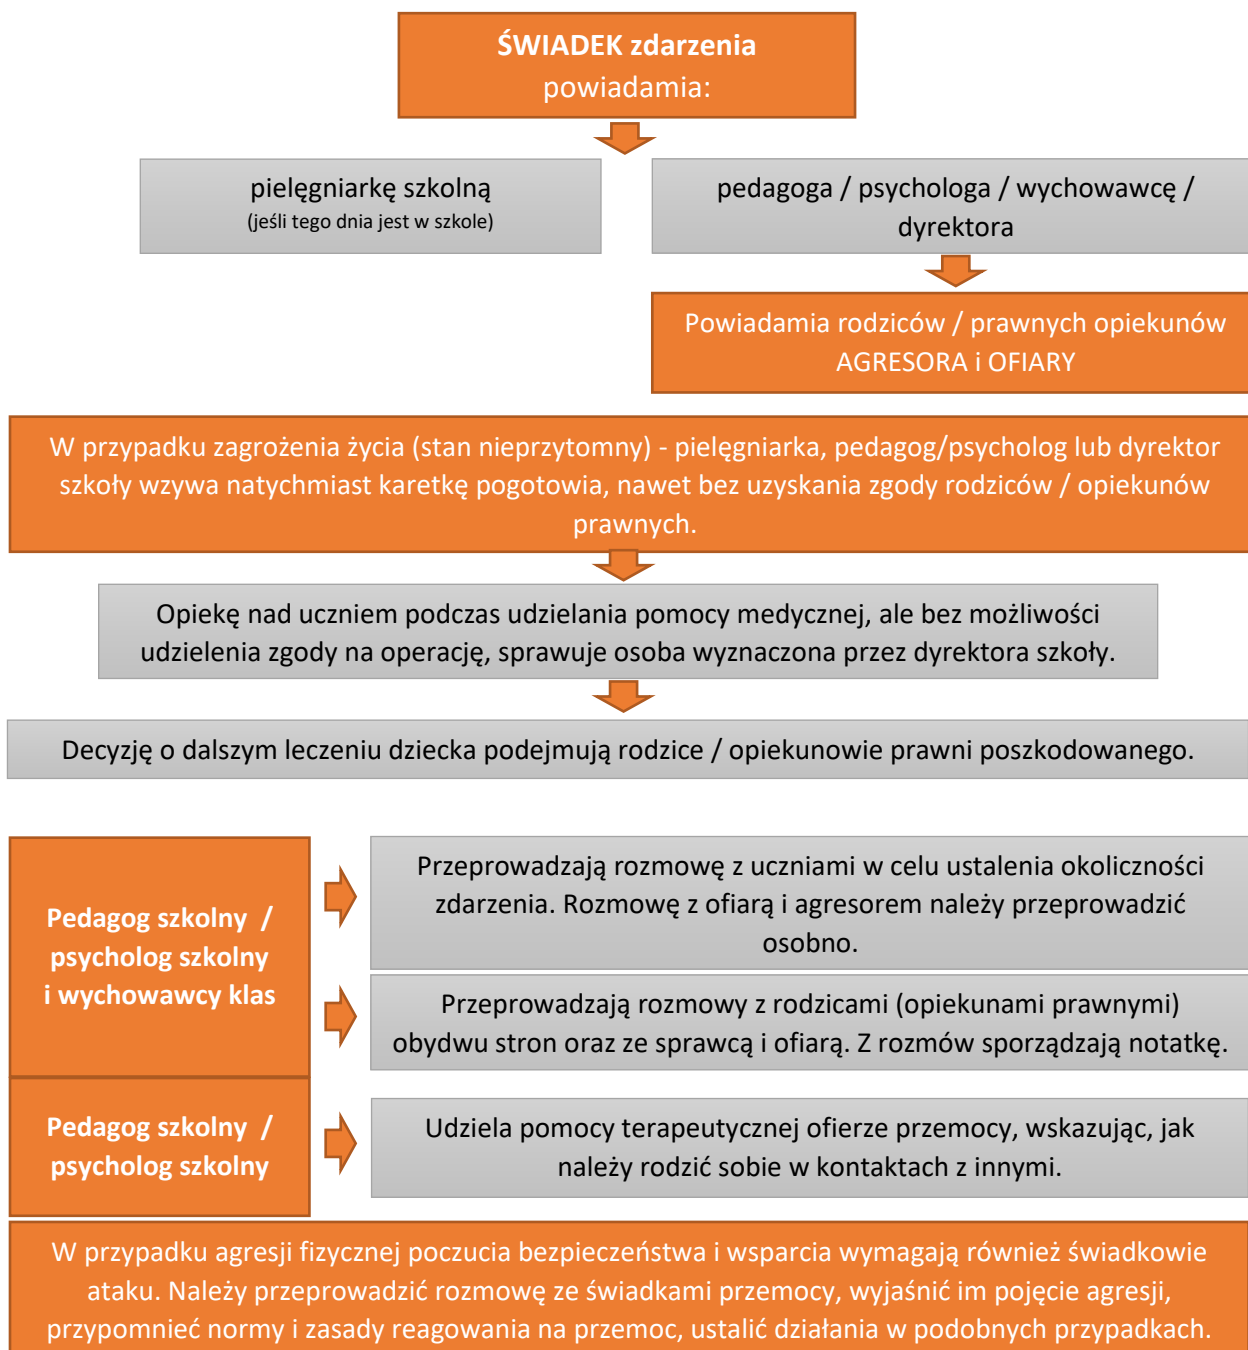 ŚWIADEK zdarzenia
powiadamia:
pielęgniarkę szkolną
(jeśli tego dnia jest w szkole)
pedagoga / psychologa / wychowawcę /
dyrektora
Powiadamia rodziców / prawnych opiekunów
AGRESORA i OFIARY
W przypadku zagrożenia życia (stan nieprzytomny) - pielęgniarka, pedagog/psycholog lub dyrektor
szkoły wzywa natychmiast karetkę pogotowia, nawet bez uzyskania zgody rodziców / opiekunów
prawnych.
Opiekę nad uczniem podczas udzielania pomocy medycznej, ale bez możliwości
udzielenia zgody na operację, sprawuje osoba wyznaczona przez dyrektora szkoły.
Decyzję o dalszym leczeniu dziecka podejmują rodzice / opiekunowie prawni poszkodowanego.
Pedagog szkolny /
psycholog szkolny
i wychowawcy klas
Przeprowadzają rozmowę z uczniami w celu ustalenia okoliczności
zdarzenia. Rozmowę z ofiarą i agresorem należy przeprowadzić
osobno.
Przeprowadzają rozmowy z rodzicami (opiekunami prawnymi)
obydwu stron oraz ze sprawcą i ofiarą. Z rozmów sporządzają notatkę.
Pedagog szkolny /
psycholog szkolny
Udziela pomocy terapeutycznej ofierze przemocy, wskazując, jak
należy rodzić sobie w kontaktach z innymi.
W przypadku agresji fizycznej poczucia bezpieczeństwa i wsparcia wymagają również świadkowie
ataku. Należy przeprowadzić rozmowę ze świadkami przemocy, wyjaśnić im pojęcie agresji,
przypomnieć normy i zasady reagowania na przemoc, ustalić działania w podobnych przypadkach.